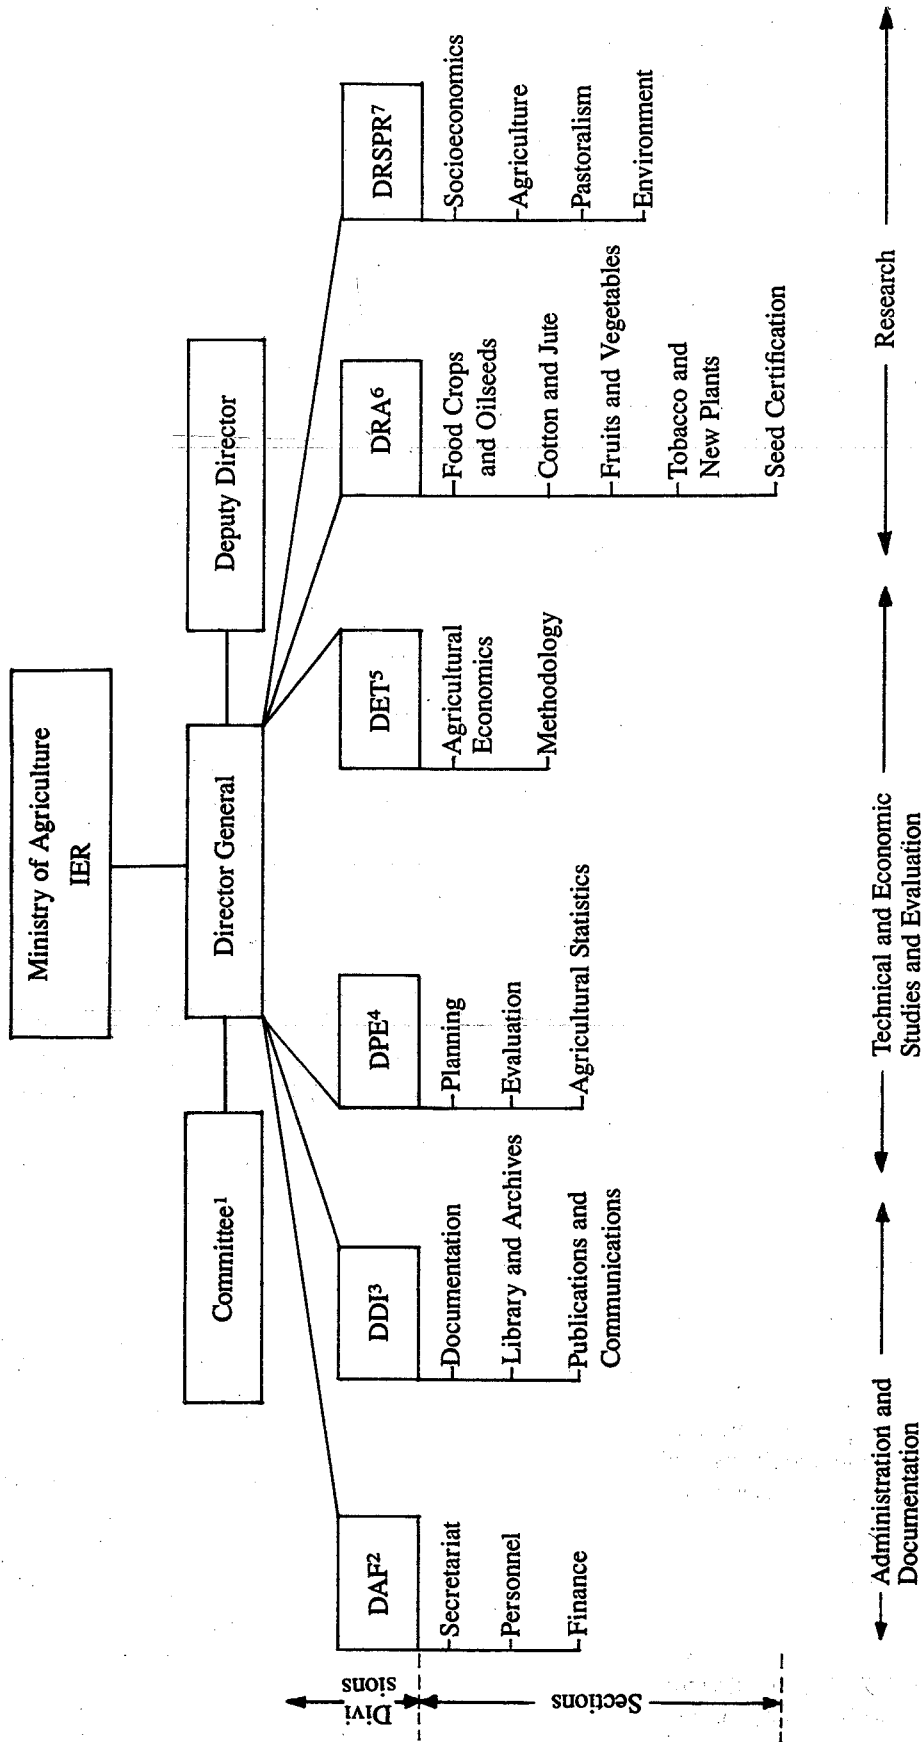 Ministry of Agriculture
IER
Committee¹
Director General
Deputy Director
Divi
sions
DAF²
DDI³
DPE⁴
DET⁵
DRA⁶
DRSPR⁷
Sections
Secretariat
Personnel
Finance
Documentation
Library and Archives
Publications and
Communications
Planning
Evaluation
Agricultural Statistics
Agricultural
Economics
Methodology
Food Crops
and Oilseeds
Cotton and Jute
Fruits and Vegetables
Tobacco and
New Plants
Seed Certification
Socioeconomics
Agriculture
Pastoralism
Environment
Administration and
Documentation
Technical and Economic
Studies and Evaluation
Research